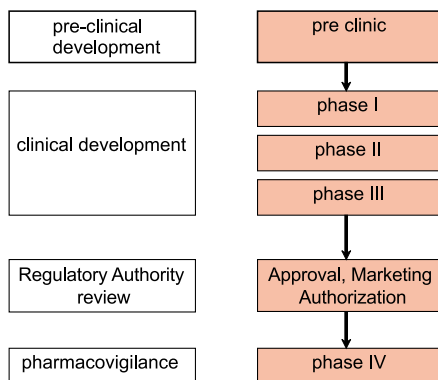 pre-clinical
development
pre clinic
clinical development
phase I
phase II
phase III
Regulatory Authority
review
Approval, Marketing
Authorization
pharmacovigilance
phase IV